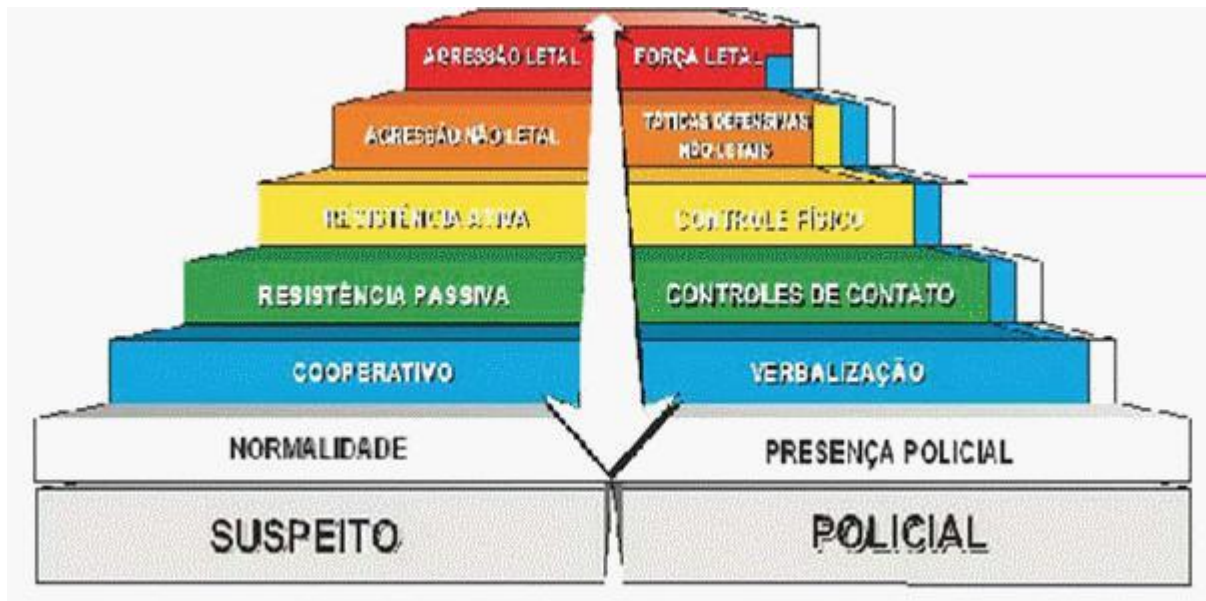 AGRESSÃO LETAL FORÇA LETAL
AGRESSÃO NÃO LETAL TÁTICAS DEFENSIVAS
NÃO LETAIS
RESISTÊNCIA ATIVA CONTROLE FÍSICO
RESISTÊNCIA PASSIVA CONTROLES DE CONTATO
COOPERATIVO VERBALIZAÇÃO
NORMALIDADE PRESENÇA POLICIAL
SUSPEITO POLICIAL